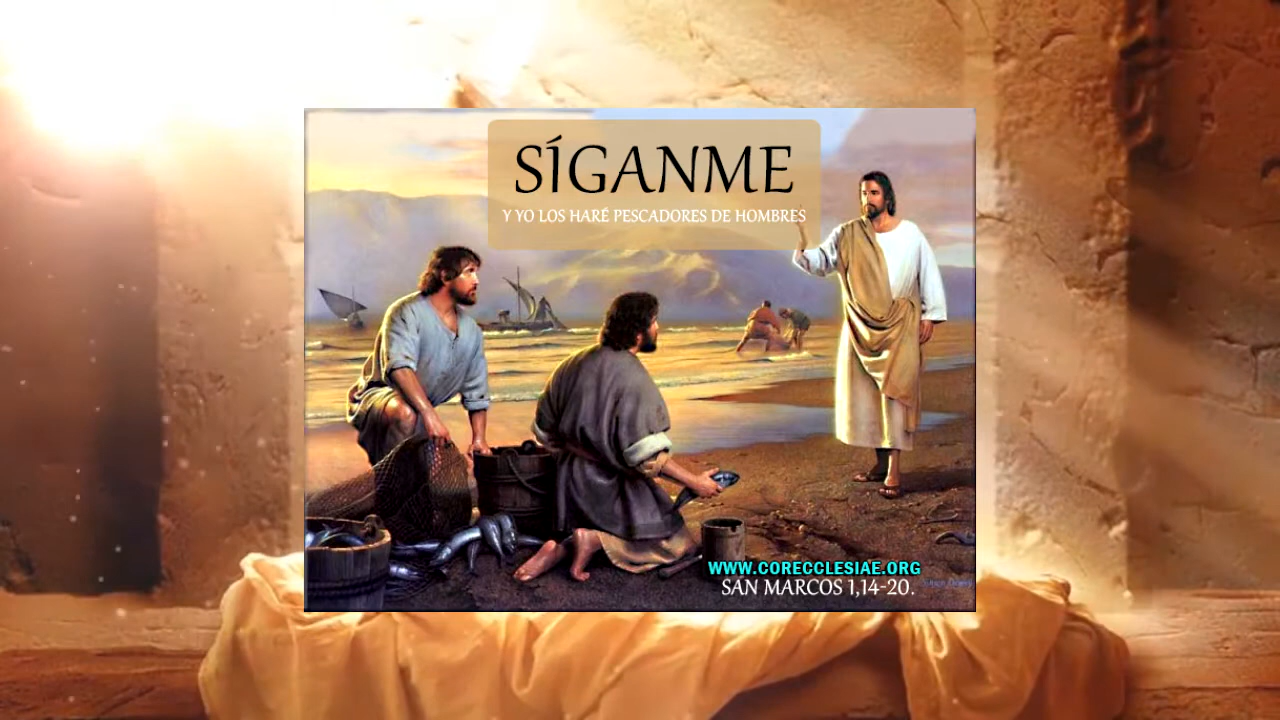 SÍGANME
Y YO LOS HARÉ PESCADORES DE HOMBRES
WWW.CORECCLESIAE.ORG
SAN MARCOS 1,14-20.